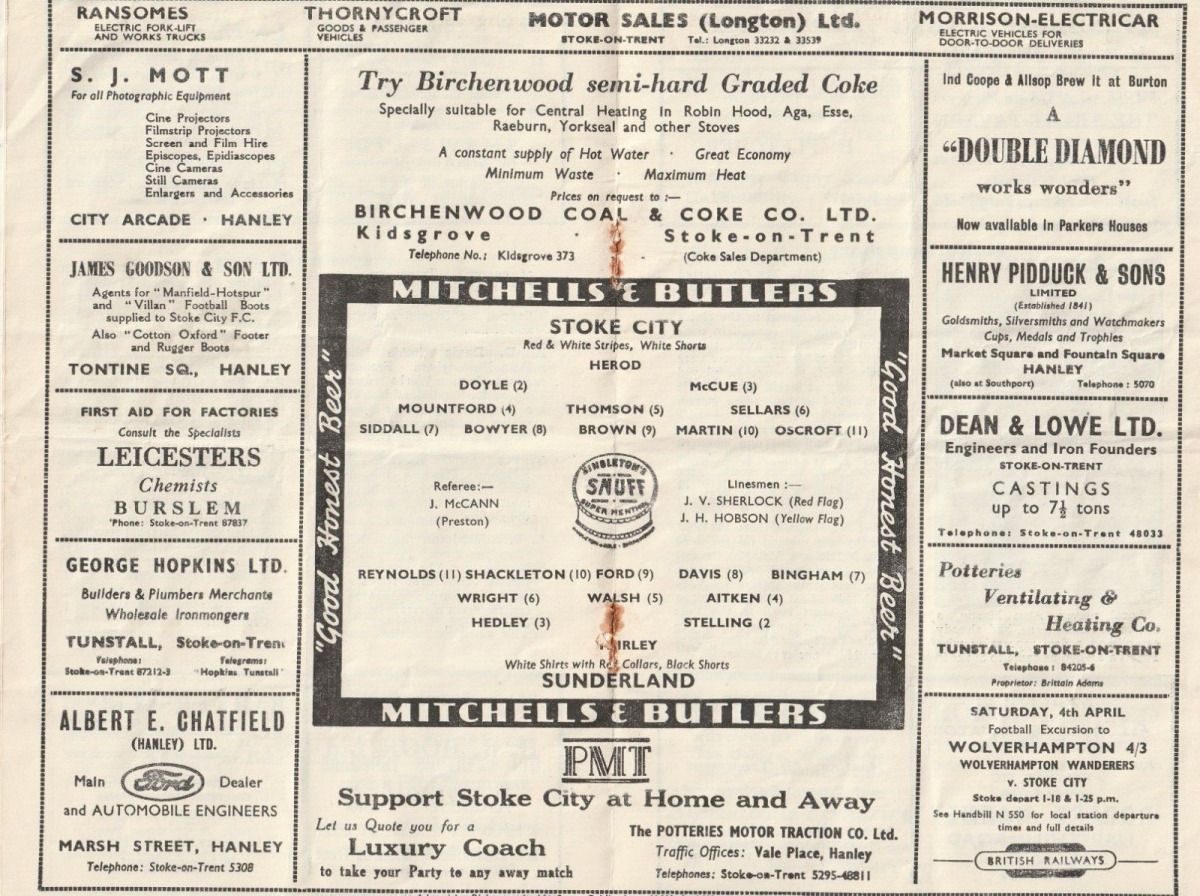 RANSOMES
ELECTRIC FORK-LIFT
AND WORKS TRUCKS
THORNYCROFT
GOODS & PASSENGER
VEHICLES
MOTOR SALES (Longton) Ltd.
STOKE-ON-TRENT Tel.: Longton 33232 & 33539
MORRISON-ELECTRICAR
ELECTRIC VEHICLES FOR
DOOR-TO-DOOR DELIVERIES
S. J. MOTT
For all Photographic Equipment
Cine Projectors
Filmstrip Projectors
Screen and Film Hire
Episcopes, Epidiascopes
Cine Cameras
Still Cameras
Enlargers and Accessories
CITY ARCADE · HANLEY
JAMES GOODSON & SON LTD.
Agents for "Manfield-Hotspur"
and "Villan" Football Boots
supplied to Stoke City F.C.
Also "Cotton Oxford" Footer
and Rugger Boots
TONTINE SQ., HANLEY
FIRST AID FOR FACTORIES
Consult the Specialists
LEICESTERS
Chemists
BURSLEM
'Phone: Stoke-on-Trent 87837
GEORGE HOPKINS LTD.
Builders & Plumbers Merchants
Wholesale Ironmongers
TUNSTALL, Stoke-on-Trent
Telephone: Telegrams:
Stoke-on-Trent 87212-3 "Hopkins Tunstall"
ALBERT E. CHATFIELD
(HANLEY) LTD.
Main Ford Dealer
and AUTOMOBILE ENGINEERS
MARSH STREET, HANLEY
Telephone: Stoke-on-Trent 5308
Try Birchenwood semi-hard Graded Coke
Specially suitable for Central Heating in Robin Hood, Aga, Esse,
Raeburn, Yorkseal and other Stoves
A constant supply of Hot Water · Great Economy
Minimum Waste · Maximum Heat
Prices on request to :—
BIRCHENWOOD COAL & COKE CO. LTD.
Kidsgrove · Stoke-on-Trent
Telephone No.: Kidsgrove 373 (Coke Sales Department)
MITCHELLS & BUTLERS
"Good Honest Beer"
STOKE CITY
Red & White Stripes, White Shorts
HEROD
DOYLE (2) McCUE (3)
MOUNTFORD (4) THOMSON (5) SELLARS (6)
SIDDALL (7) BOWYER (8) BROWN (9) MARTIN (10) OSCROFT (11)
Referee:—
J. McCANN
(Preston)
SINGLETON'S
SNUFF
SUPER MENTHOL
Linesmen :—
J. V. SHERLOCK (Red Flag)
J. H. HOBSON (Yellow Flag)
REYNOLDS (11) SHACKLETON (10) FORD (9) DAVIS (8) BINGHAM (7)
WRIGHT (6) WALSH (5) AITKEN (4)
HEDLEY (3) STELLING (2
IRLEY
White Shirts with Red Collars, Black Shorts
SUNDERLAND
"Good Honest Beer"
MITCHELLS & BUTLERS
PMT
Support Stoke City at Home and Away
Let us Quote you for a
Luxury Coach
to take your Party to any away match
The POTTERIES MOTOR TRACTION CO. Ltd.
Traffic Offices: Vale Place, Hanley
Telephones: Stoke-on-Trent 5295-48811
Ind Coope & Allsop Brew it at Burton
A
"DOUBLE DIAMOND
works wonders"
Now available in Parkers Houses
HENRY PIDDUCK & SONS
LIMITED
(Established 1841)
Goldsmiths, Silversmiths and Watchmakers
Cups, Medals and Trophies
Market Square and Fountain Square
HANLEY
(also at Southport) Telephone : 5070
DEAN & LOWE LTD.
Engineers and Iron Founders
STOKE-ON-TRENT
CASTINGS
up to 7½ tons
Telephone: Stoke-on-Trent 48033
Potteries
Ventilating &
Heating Co.
TUNSTALL, STOKE-ON-TRENT
Telephone : 84205-6
Proprietor: Brittain Adams
SATURDAY, 4th APRIL
Football Excursion to
WOLVERHAMPTON 4/3
WOLVERHAMPTON WANDERERS
v. STOKE CITY
Stoke depart 1-18 & 1-25 p.m.
See Handbill N 550 for local station departure
times and full details
BRITISH RAILWAYS